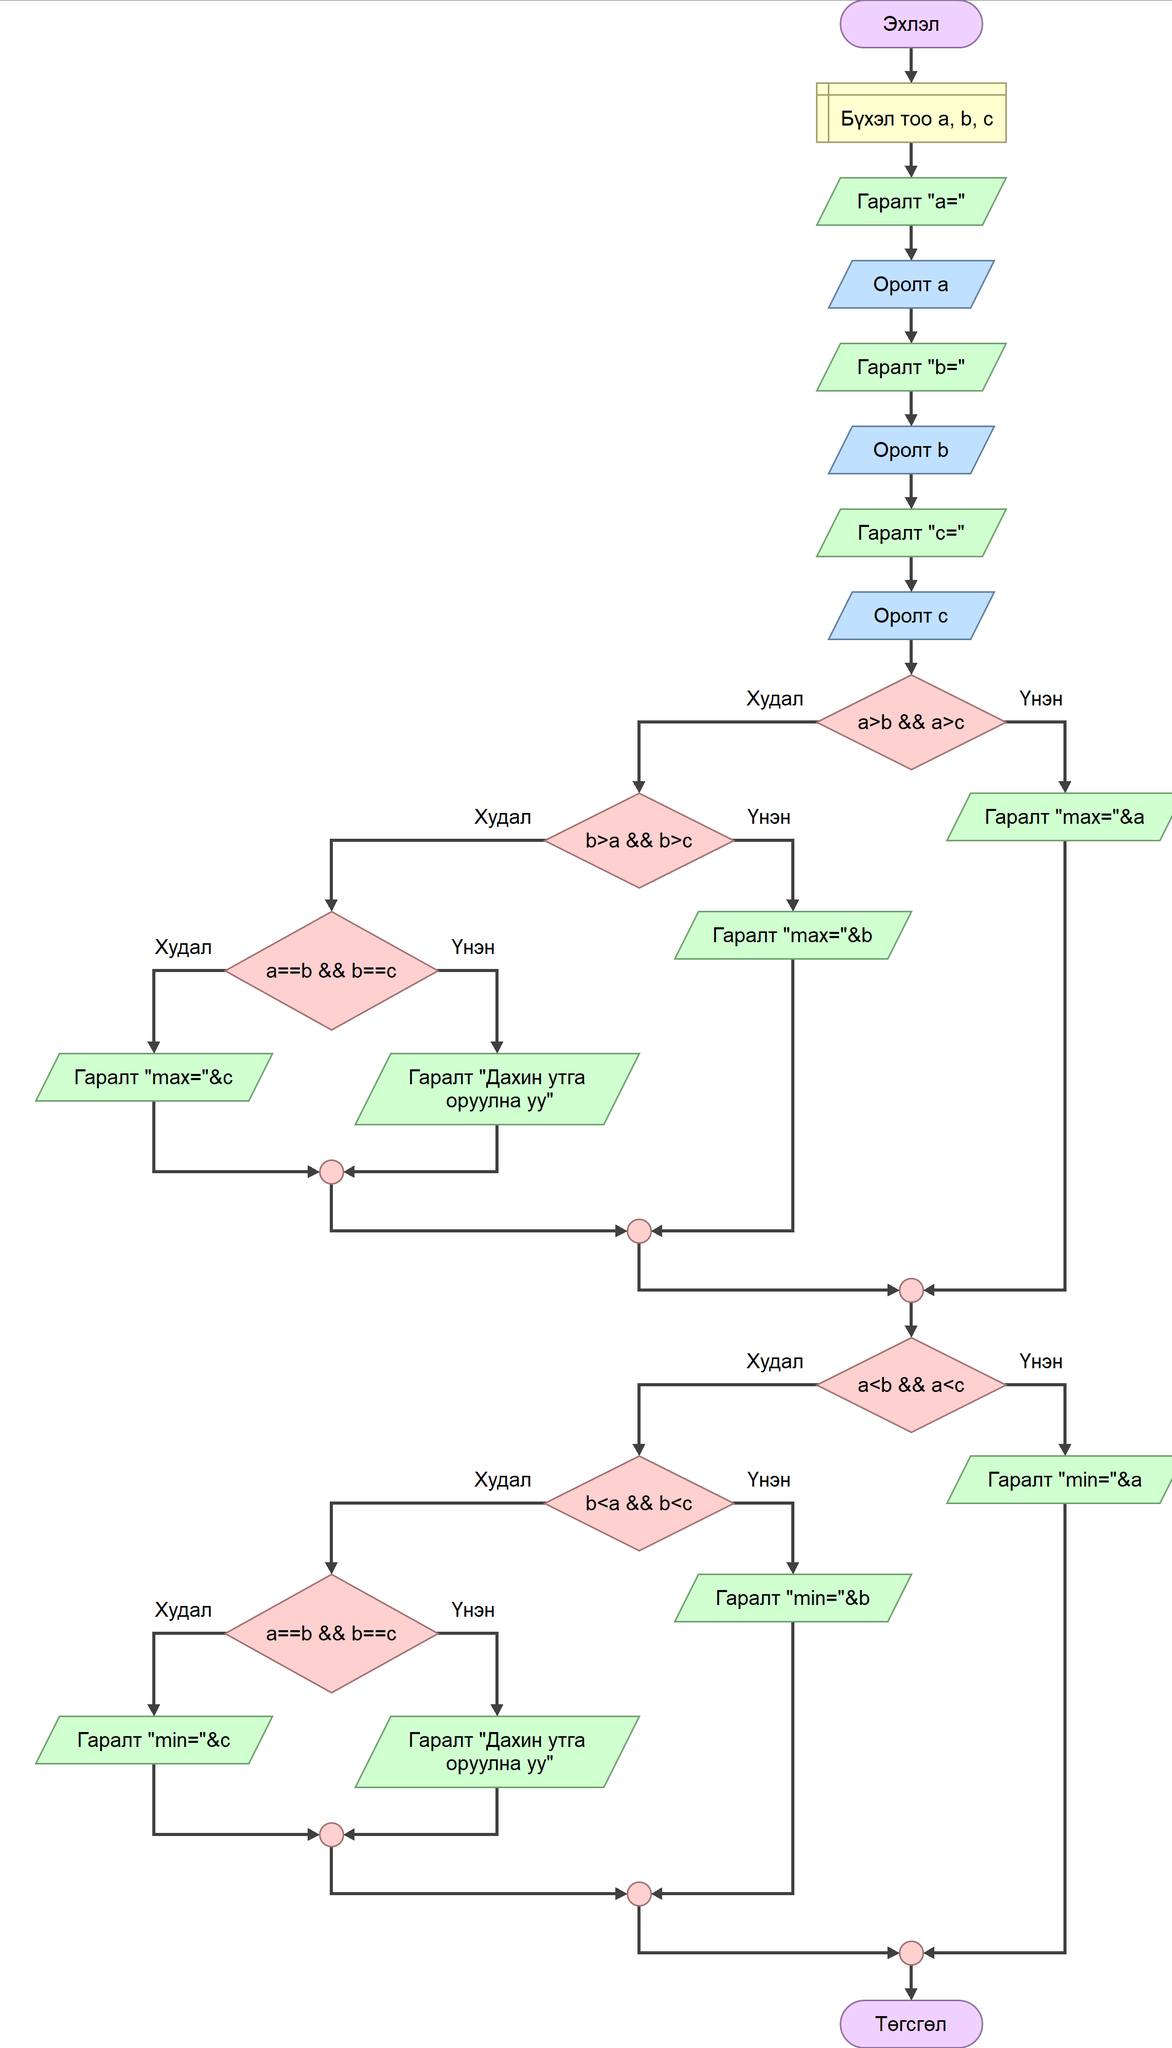 Эхлэл
Бүхэл тоо a, b, c
Гаралт "a="
Оролт a
Гаралт "b="
Оролт b
Гаралт "c="
Оролт c
Худал
Үнэн
a>b && a>c
Гаралт "max="&a
Худал
Үнэн
b>a && b>c
Гаралт "max="&b
Худал
Үнэн
a==b && b==c
Гаралт "max="&c
Гаралт "Дахин утга
оруулна уу"
Худал
Үнэн
a<b && a<c
Гаралт "min="&a
Худал
Үнэн
b<a && b<c
Гаралт "min="&b
Худал
Үнэн
a==b && b==c
Гаралт "min="&c
Гаралт "Дахин утга
оруулна уу"
Төгсгөл